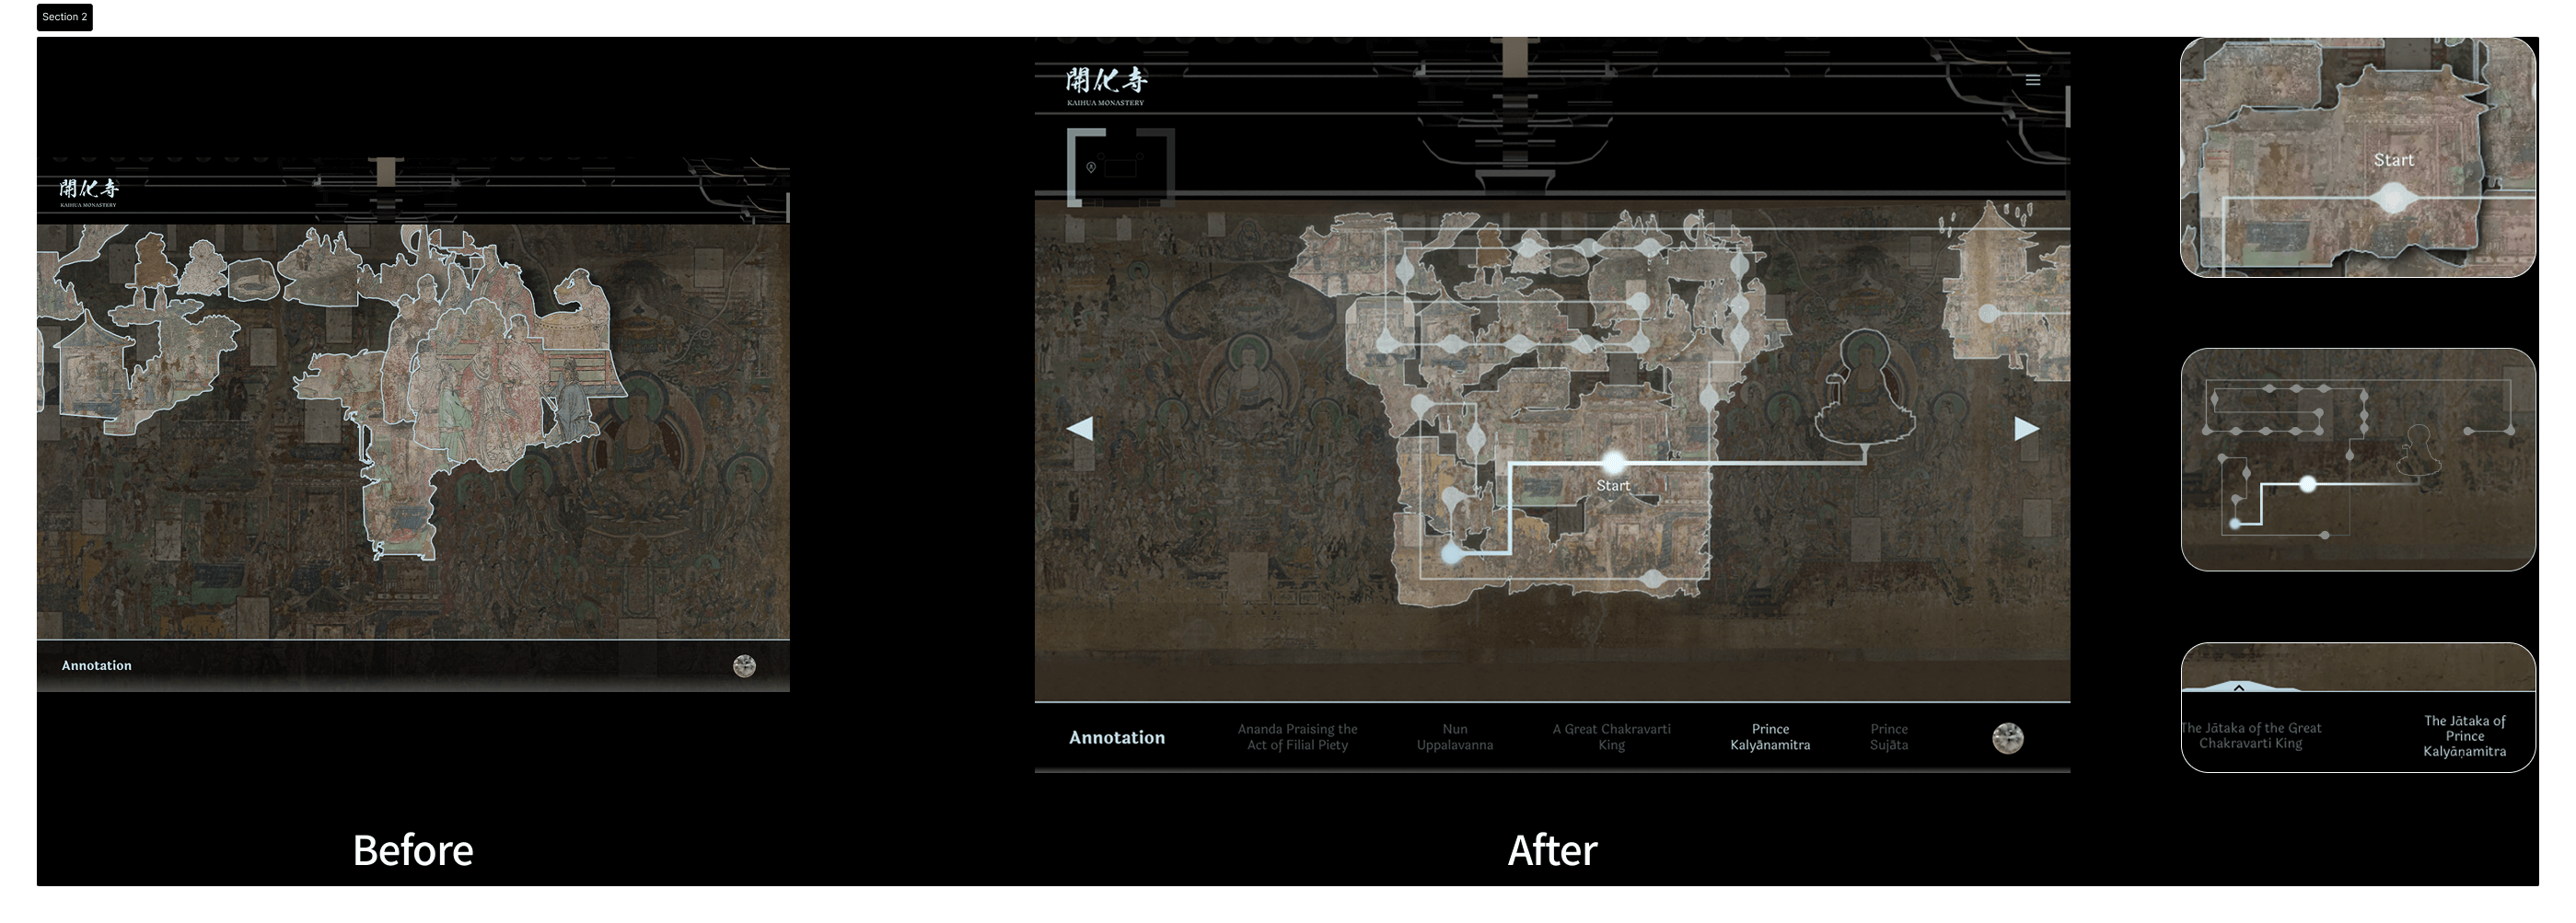 Section 2
開化寺
KAIHUA MONASTERY
Annotation
Before
開化寺
KAIHUA MONASTERY
Start
Annotation
Ananda Praising the
Act of Filial Piety
Nun
Uppalavanna
A Great Chakravarti
King
Prince
Kalyānamitra
Prince
Sujāta
After
Start
The Jātaka of the Great
Chakravarti King
The Jātaka of
Prince
Kalyāṇamitra